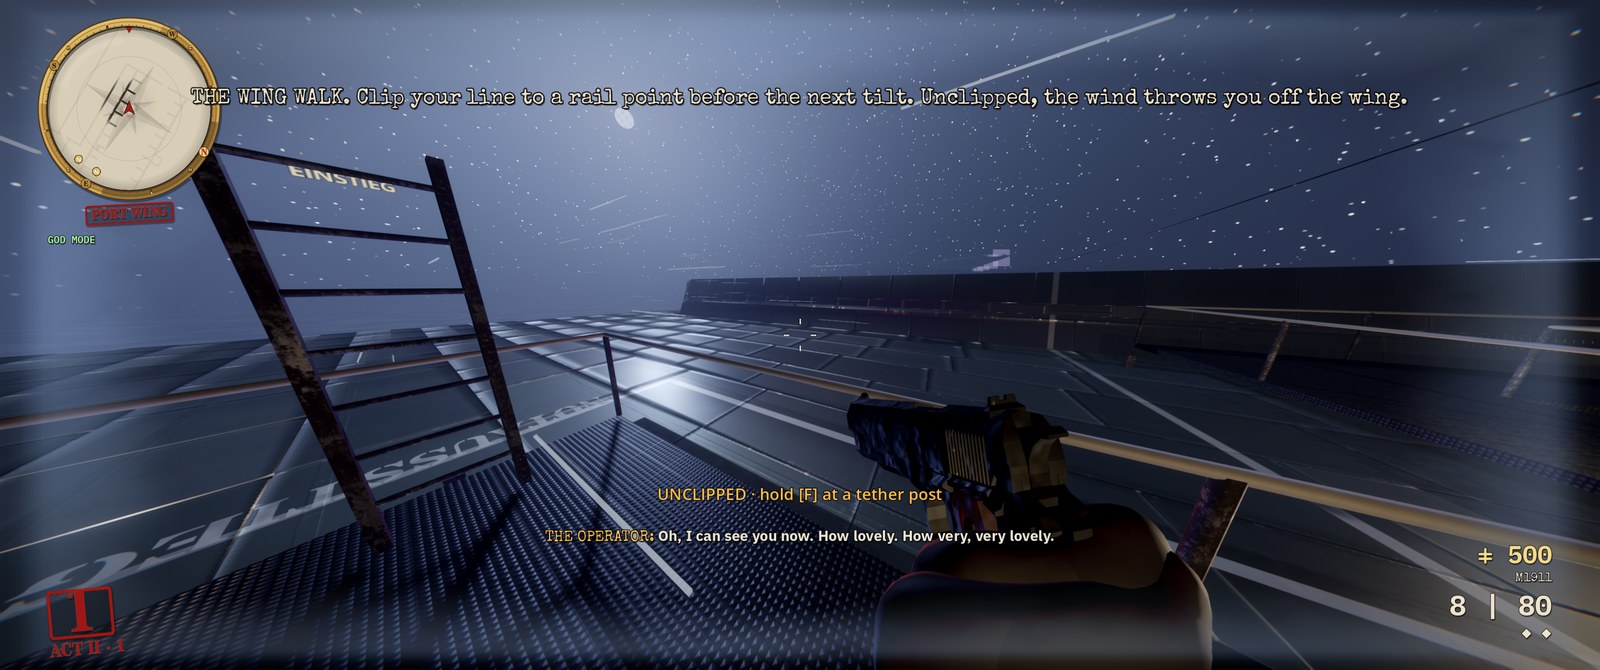 THE WING WALK. Clip your line to a rail point before the next tilt. Unclipped, the wind throws you off the wing.
W
S
N
E
PORT WING
GOD MODE
EINSTIEG
UNCLIPPED · hold [F] at a tether post
THE OPERATOR: Oh, I can see you now. How lovely. How very, very lovely.
‡ 500
M1911
8 | 80
I
ACT II · 1